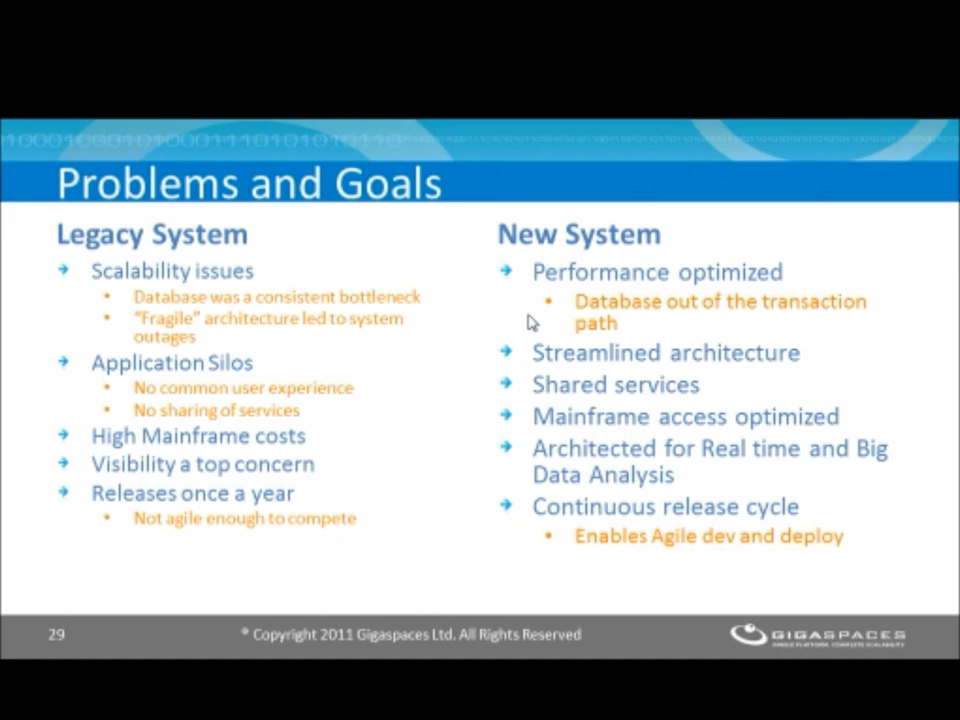 Problems and Goals
Legacy System
Scalability issues
Database was a consistent bottleneck
"Fragile" architecture led to system
outages
Application Silos
No common user experience
No sharing of services
High Mainframe costs
Visibility a top concern
Releases once a year
Not agile enough to compete
New System
Performance optimized
Database out of the transaction
path
Streamlined architecture
Shared services
Mainframe access optimized
Architected for Real time and Big
Data Analysis
Continuous release cycle
Enables Agile dev and deploy
29
® Copyright 2011 Gigaspaces Ltd. All Rights Reserved
GIGASPACES
SINGLE PLATFORM. COMPLETE SCALABILITY